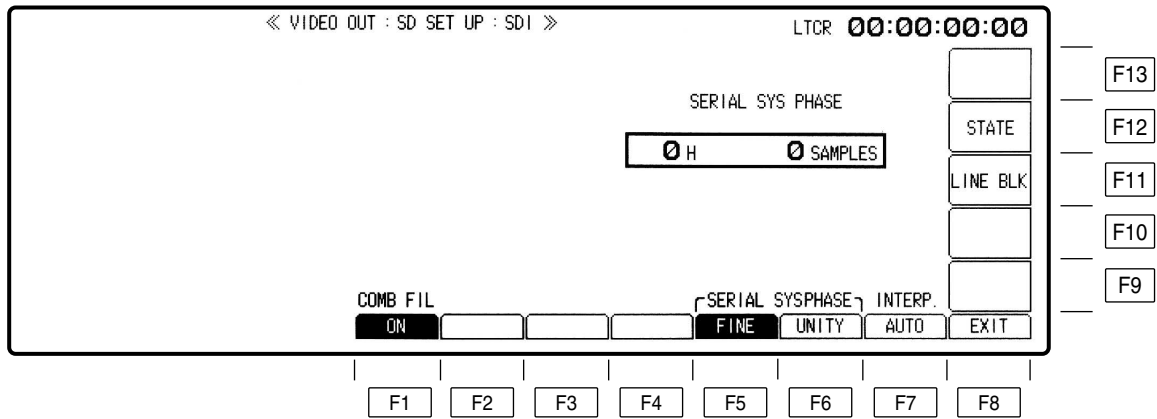 ≪ VIDEO OUT : SD SET UP : SDI ≫ LTCR 00:00:00:00
F13
SERIAL SYS PHASE
STATE F12
0 H 0 SAMPLES
LINE BLK F11
F10
F9
COMB FIL SERIAL SYSPHASE INTERP.
ON FINE UNITY AUTO EXIT
F1 F2 F3 F4 F5 F6 F7 F8